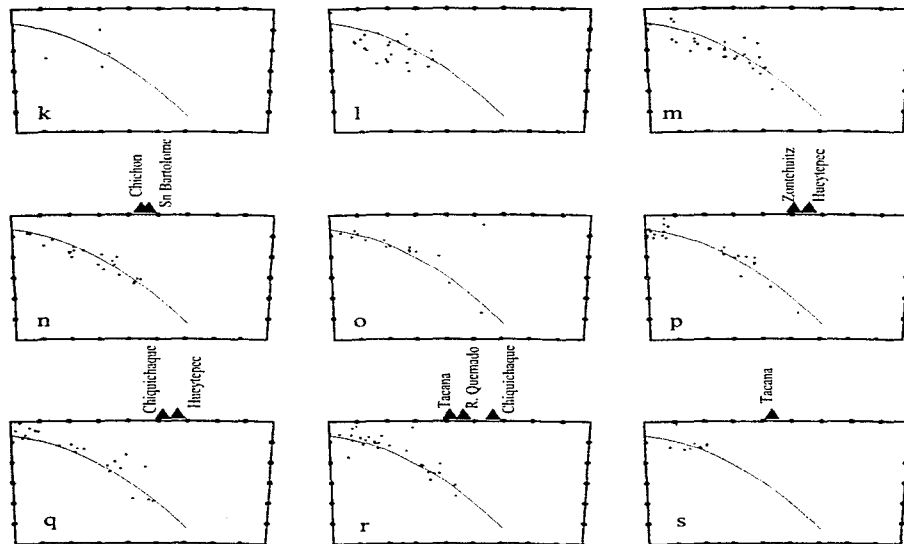 k
l
m
Chichon
Sn Bartolome
Zontehuitz
Hueytepec
n
o
p
Chiquichaque
Hueytepec
Tacana
R. Quemado
Chiquichaque
Tacana
q
r
s